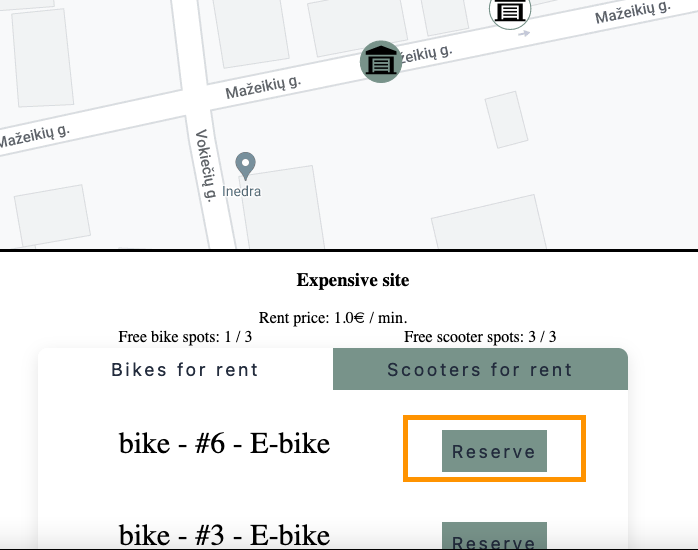 Mažeikių g.
žeikių g.
Mažeikių g.
Mažeikių g.
Vokiečių g.
Inedra
Expensive site
Rent price: 1.0€ / min.
Free bike spots: 1 / 3 Free scooter spots: 3 / 3
Bikes for rent Scooters for rent
bike - #6 - E-bike Reserve
bike - #3 - E-bike Reserve